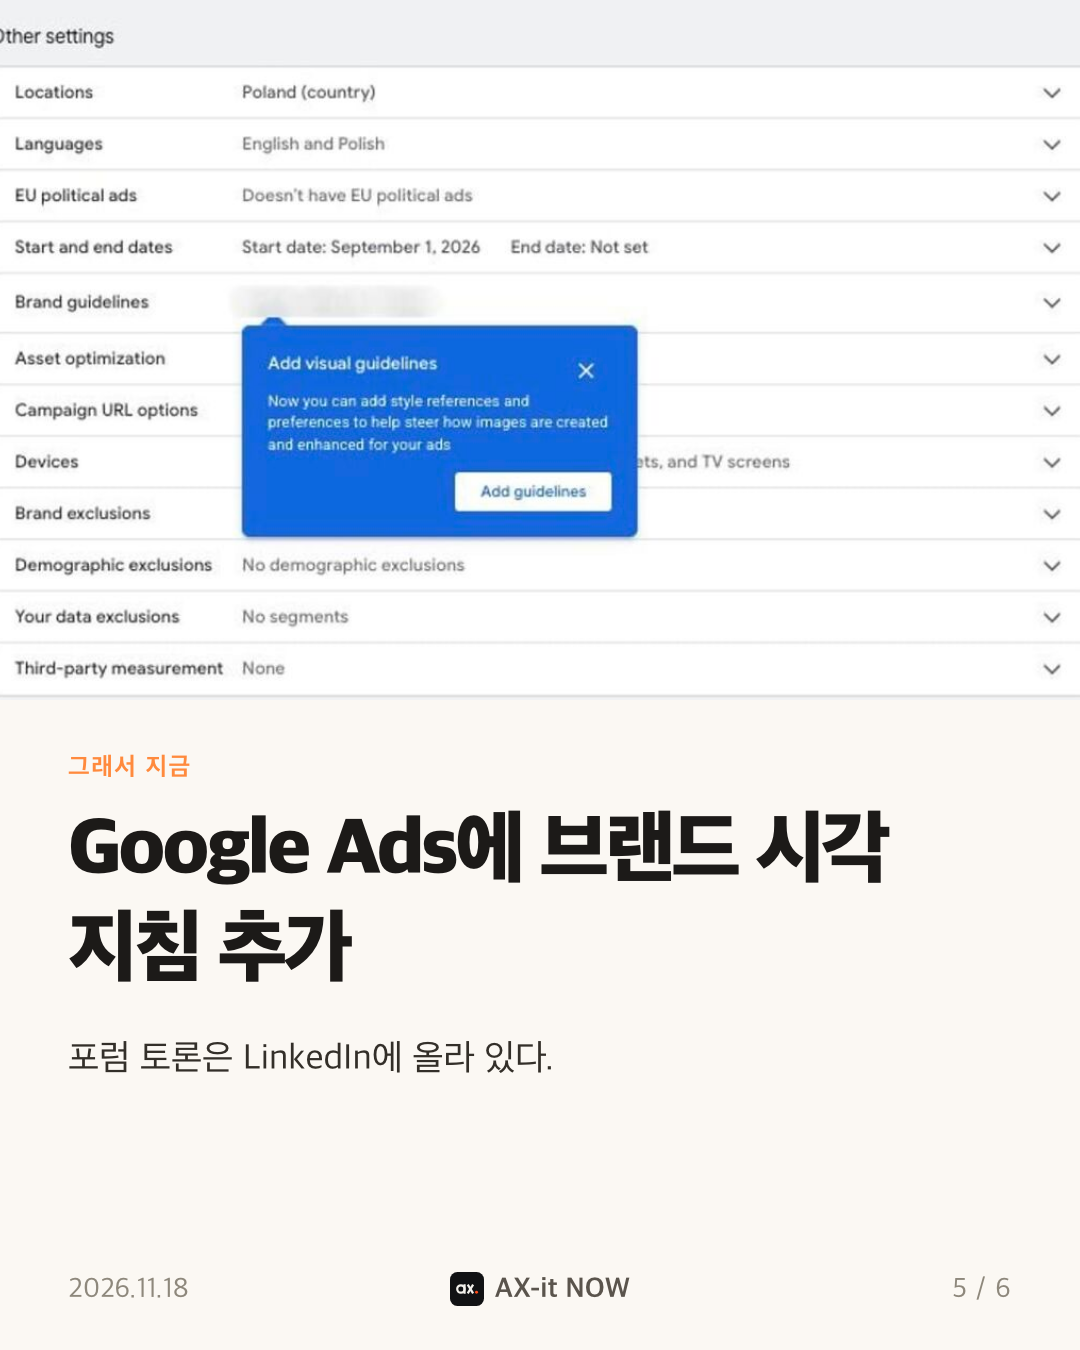 Other settings
Locations Poland (country)
Languages English and Polish
EU political ads Doesn't have EU political ads
Start and end dates Start date: September 1, 2026 End date: Not set
Brand guidelines
Add visual guidelines
Now you can add style references and
preferences to help steer how images are created
and enhanced for your ads
Add guidelines
Asset optimization
Campaign URL options
Devices ets, and TV screens
Brand exclusions
Demographic exclusions No demographic exclusions
Your data exclusions No segments
Third-party measurement None
그래서 지금
Google Ads에 브랜드 시각
지침 추가
포럼 토론은 LinkedIn에 올라 있다.
2026.11.18 ax. AX-it NOW 5 / 6